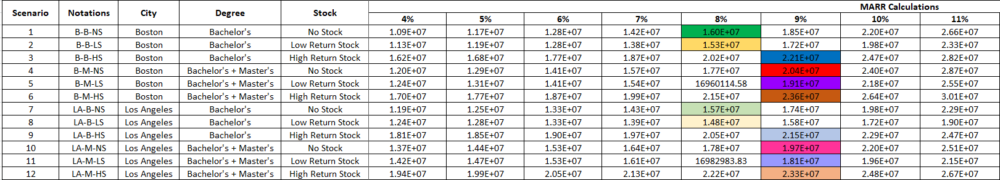 Scenario Notations City Degree Stock MARR Calculations
4% 5% 6% 7% 8% 9% 10% 11%
1 B-B-NS Boston Bachelor's No Stock 1.09E+07 1.17E+07 1.28E+07 1.42E+07 1.60E+07 1.85E+07 2.20E+07 2.66E+07
2 B-B-LS Boston Bachelor's Low Return Stock 1.13E+07 1.19E+07 1.28E+07 1.38E+07 1.53E+07 1.72E+07 1.98E+07 2.33E+07
3 B-B-HS Boston Bachelor's High Return Stock 1.62E+07 1.68E+07 1.77E+07 1.87E+07 2.02E+07 2.21E+07 2.47E+07 2.82E+07
4 B-M-NS Boston Bachelor's + Master's No Stock 1.20E+07 1.29E+07 1.41E+07 1.57E+07 1.77E+07 2.04E+07 2.40E+07 2.87E+07
5 B-M-LS Boston Bachelor's + Master's Low Return Stock 1.24E+07 1.31E+07 1.41E+07 1.54E+07 16960114.58 1.91E+07 2.18E+07 2.55E+07
6 B-M-HS Boston Bachelor's + Master's High Return Stock 1.70E+07 1.77E+07 1.87E+07 1.99E+07 2.15E+07 2.36E+07 2.64E+07 3.01E+07
7 LA-B-NS Los Angeles Bachelor's No Stock 1.19E+07 1.25E+07 1.33E+07 1.43E+07 1.57E+07 1.74E+07 1.98E+07 2.29E+07
8 LA-B-LS Los Angeles Bachelor's Low Return Stock 1.24E+07 1.28E+07 1.33E+07 1.39E+07 1.48E+07 1.58E+07 1.72E+07 1.90E+07
9 LA-B-HS Los Angeles Bachelor's High Return Stock 1.81E+07 1.85E+07 1.90E+07 1.97E+07 2.05E+07 2.15E+07 2.29E+07 2.47E+07
10 LA-M-NS Los Angeles Bachelor's + Master's No Stock 1.37E+07 1.44E+07 1.53E+07 1.64E+07 1.78E+07 1.97E+07 2.20E+07 2.51E+07
11 LA-M-LS Los Angeles Bachelor's + Master's Low Return Stock 1.42E+07 1.47E+07 1.53E+07 1.61E+07 16982983.83 1.81E+07 1.96E+07 2.15E+07
12 LA-M-HS Los Angeles Bachelor's + Master's High Return Stock 1.94E+07 1.99E+07 2.05E+07 2.13E+07 2.22E+07 2.33E+07 2.48E+07 2.67E+07